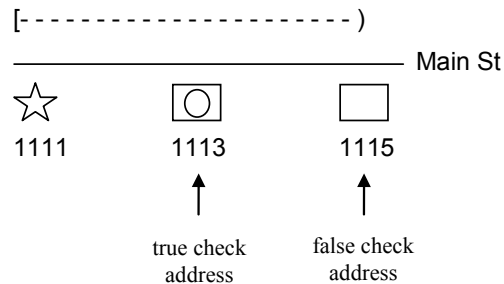 [- - - - - - - - - - - - - - - - - - - - - - - - )
Main St
1111 1113 1115
true check address
false check address